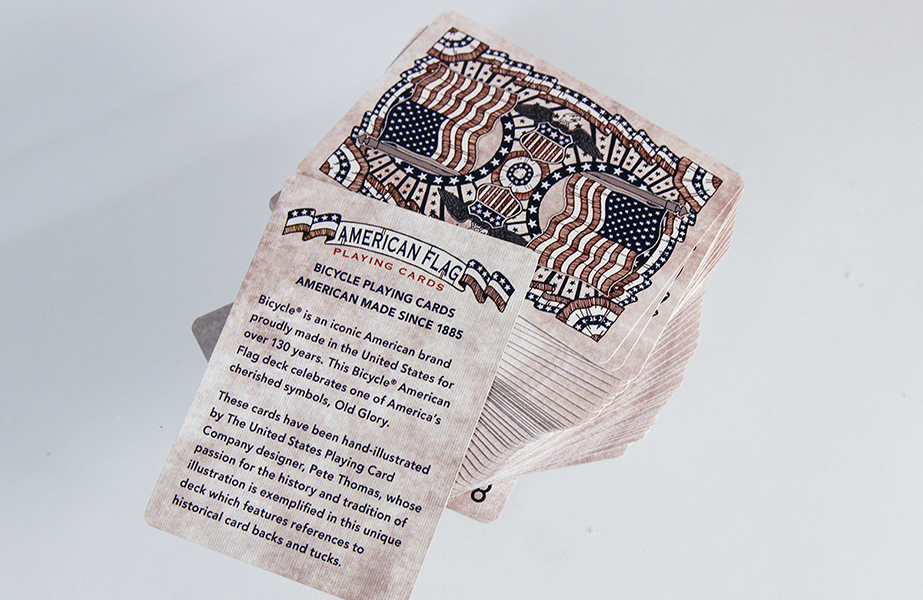 AMERICAN FLAG
PLAYING CARDS
BICYCLE PLAYING CARDS
AMERICAN MADE SINCE 1885
Bicycle® is an iconic American brand
proudly made in the United States for
over 130 years. This Bicycle® American
Flag deck celebrates one of America's
cherished symbols, Old Glory.
These cards have been hand-illustrated
by The United States Playing Card
Company designer, Pete Thomas, whose
passion for the history and tradition of
illustration is exemplified in this unique
deck which features references to
historical card backs and tucks.
8